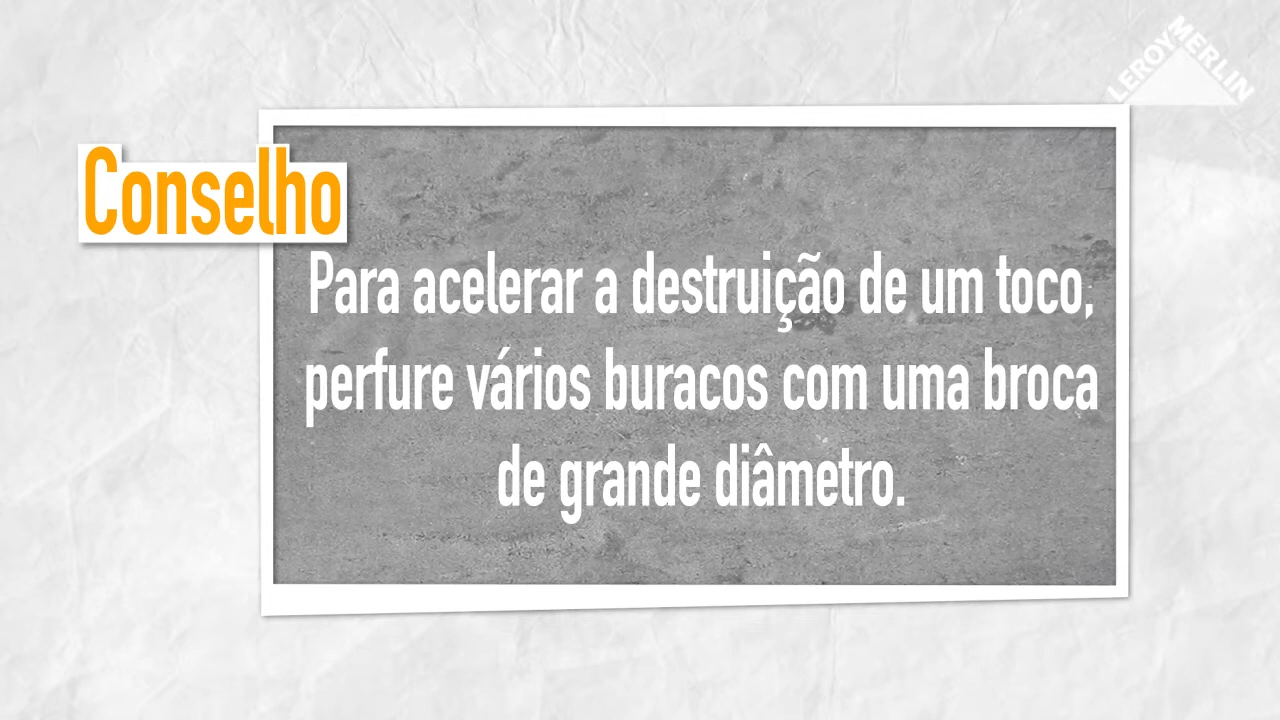 LEROY MERLIN
Conselho
Para acelerar a destruição de um toco,
perfure vários buracos com uma broca
de grande diâmetro.